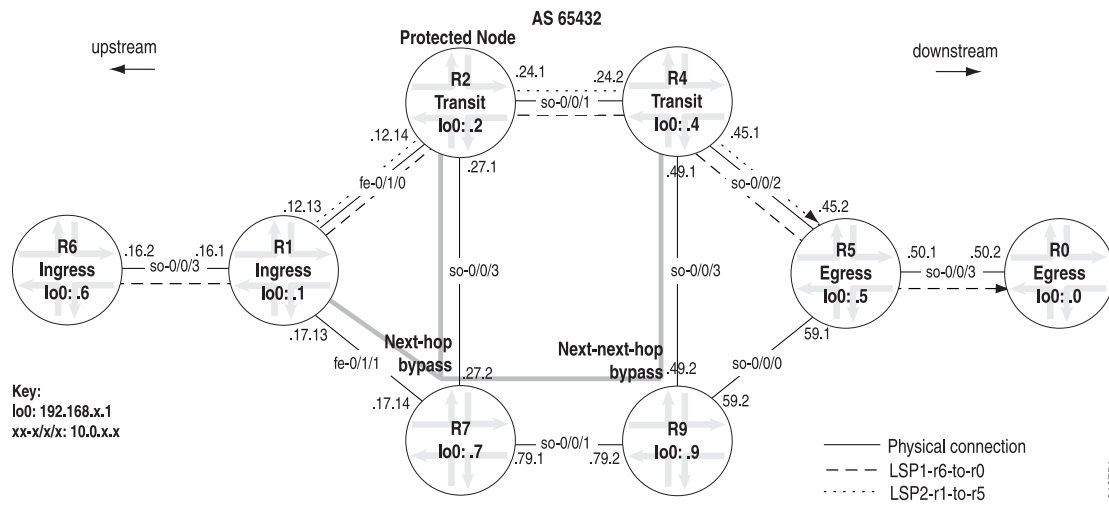 AS 65432
upstream
Protected Node
downstream
R2
Transit
lo0: .2
.24.1
.24.2
so-0/0/1
R4
Transit
lo0: .4
.12.14
.27.1
.49.1
.45.1
fe-0/1/0
so-0/0/2
.12.13
.45.2
R6
Ingress
lo0: .6
.16.2
.16.1
so-0/0/3
R1
Ingress
lo0: .1
so-0/0/3
so-0/0/3
R5
Egress
lo0: .5
.50.1
.50.2
so-0/0/3
R0
Egress
lo0: .0
.17.13
59.1
fe-0/1/1
Next-hop
bypass
.27.2
Next-next-hop
bypass
.49.2
so-0/0/0
Key:
lo0: 192.168.x.1
xx-x/x/x: 10.0.x.x
.17.14
59.2
R7
lo0: .7
.79.1
so-0/0/1
.79.2
R9
lo0: .9
Physical connection
LSP1-r6-to-r0
LSP2-r1-to-r5